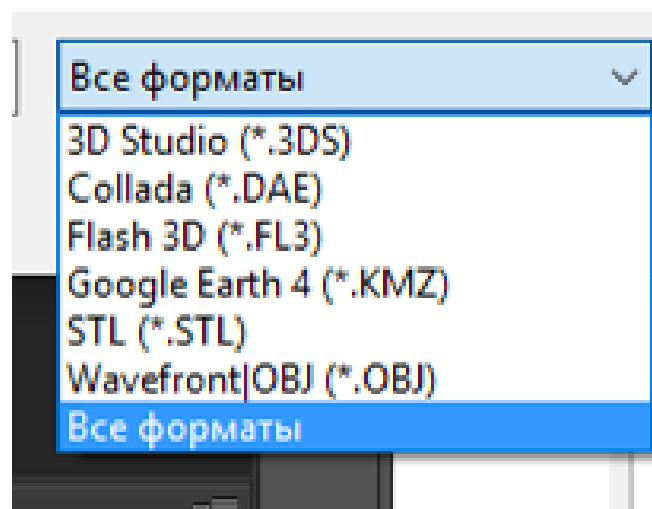 Все форматы
3D Studio (*.3DS)
Collada (*.DAE)
Flash 3D (*.FL3)
Google Earth 4 (*.KMZ)
STL (*.STL)
Wavefront|OBJ (*.OBJ)
Все форматы